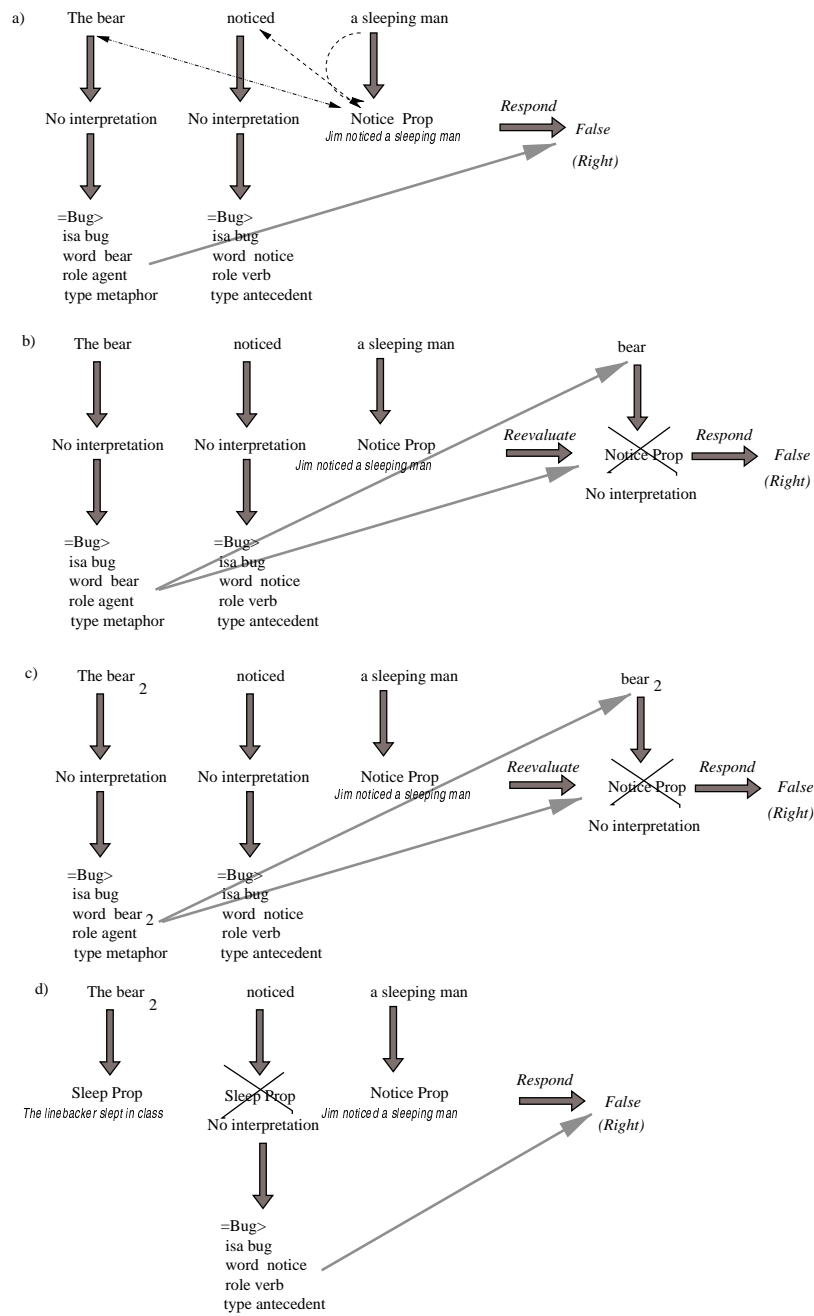 a) The bear noticed a sleeping man
No interpretation No interpretation Notice Prop Respond False
Jim noticed a sleeping man
(Right)
=Bug> =Bug>
isa bug isa bug
word bear word notice
role agent role verb
type metaphor type antecedent
b) The bear noticed a sleeping man bear
No interpretation No interpretation Notice Prop Reevaluate Notice Prop Respond False
Jim noticed a sleeping man
(Right)
No interpretation
=Bug> =Bug>
isa bug isa bug
word bear word notice
role agent role verb
type metaphor type antecedent
c) The bear 2 noticed a sleeping man bear 2
No interpretation No interpretation Notice Prop Reevaluate Notice Prop Respond False
Jim noticed a sleeping man
(Right)
No interpretation
=Bug> =Bug>
isa bug isa bug
word bear 2 word notice
role agent role verb
type metaphor type antecedent
d) The bear 2 noticed a sleeping man
Sleep Prop Sleep Prop Notice Prop Respond False
The linebacker slept in class Jim noticed a sleeping man
No interpretation (Right)
=Bug>
isa bug
word notice
role verb
type antecedent